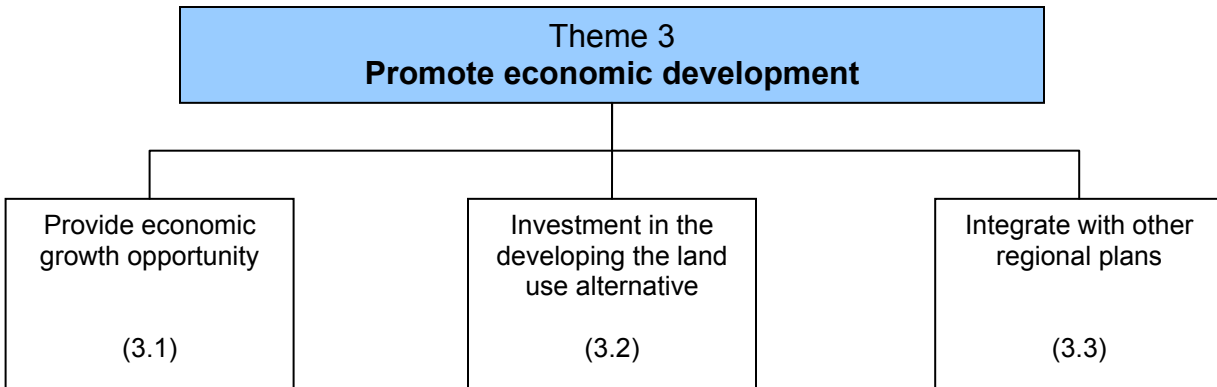 Theme 3
Promote economic development
Provide economic
growth opportunity
(3.1)
Investment in the
developing the land
use alternative
(3.2)
Integrate with other
regional plans
(3.3)